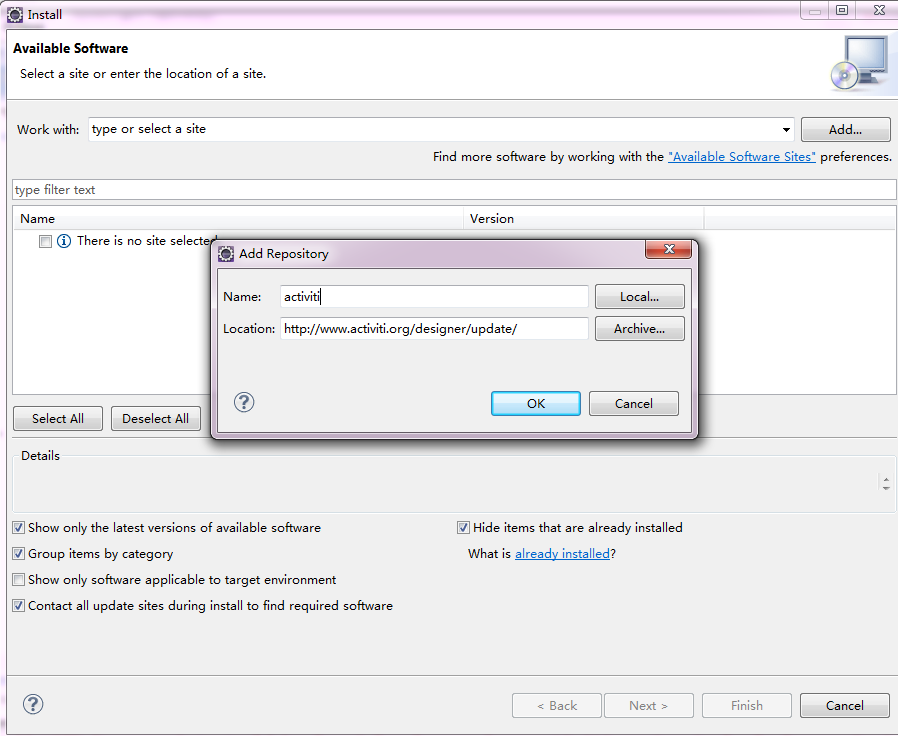 Install
Available Software
Select a site or enter the location of a site.
Work with: type or select a site Add...
Find more software by working with the "Available Software Sites" preferences.
type filter text
Name Version
There is no site selected
Add Repository
Name: activiti Local...
Location: http://www.activiti.org/designer/update/ Archive...
OK Cancel
Select All Deselect All
Details
Show only the latest versions of available software Hide items that are already installed
Group items by category What is already installed?
Show only software applicable to target environment
Contact all update sites during install to find required software
< Back Next > Finish Cancel